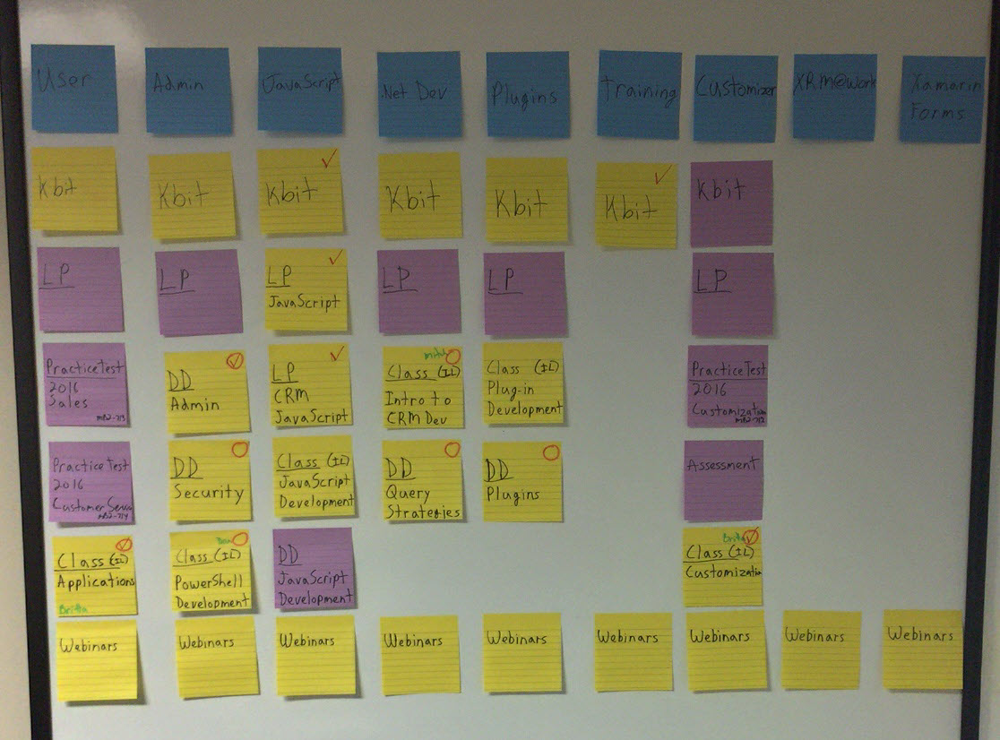 User
Admin
JavaScript
.Net Dev
Plugins
Training
Customizer
XRM@Work
Xamarin
Forms
Kbit
Kbit
Kbit
Kbit
Kbit
Kbit
Kbit
LP
LP
LP
JavaScript
LP
LP
LP
PracticeTest
2016
Sales
MB2-713
DD
Admin
LP
CRM
JavaScript
Class (IL)
Intro to
CRM Dev
Class (IL)
Plug-in
Development
PracticeTest
2016
Customization
MB2-712
Practice Test
2016
Customer Service
MB2-714
DD
Security
Class (IL)
JavaScript
Development
DD
Query
Strategies
DD
Plugins
Assessment
Class (IL)
Applications
Britta
Class (IL)
PowerShell
Development
DD
JavaScript
Development
Britta
Class (IL)
Customization
Webinars
Webinars
Webinars
Webinars
Webinars
Webinars
Webinars
Webinars
Webinars